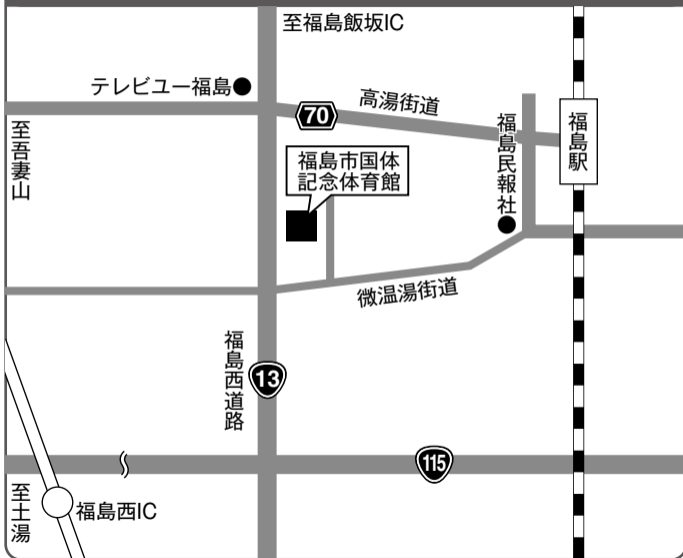 至福島飯坂IC
テレビユー福島
70
高湯街道
至吾妻山
福島民報社
福島駅
福島市国体
記念体育館
微温湯街道
福島西道路
13
115
至土湯
福島西IC